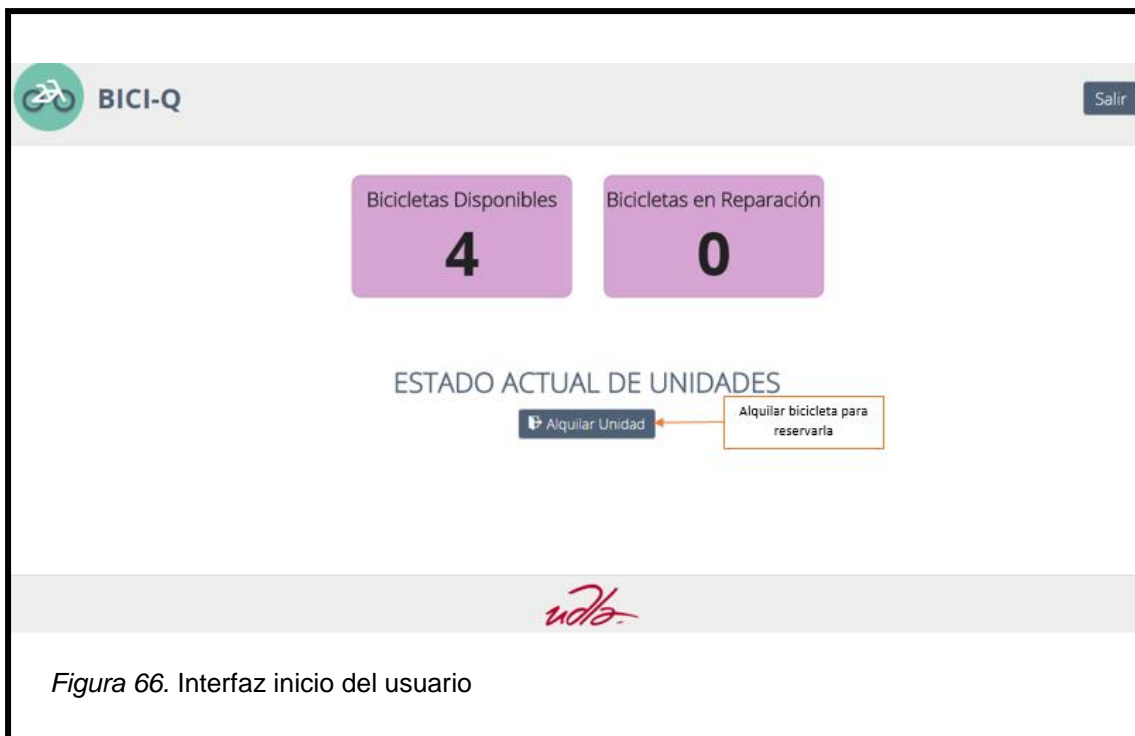 BICI-Q
Salir
Bicicletas Disponibles
4
Bicicletas en Reparación
0
ESTADO ACTUAL DE UNIDADES
Alquilar Unidad
Alquilar bicicleta para
reservarla
udla-
Figura 66. Interfaz inicio del usuario